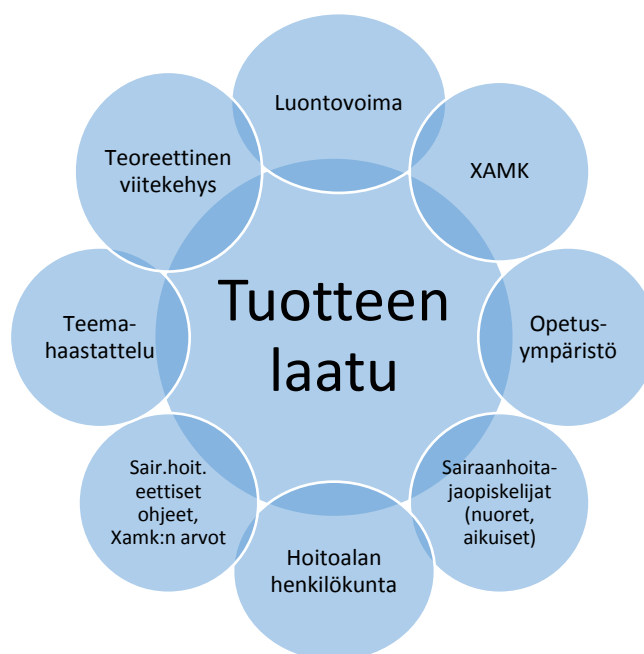 Luontovoima
XAMK
Opetus-
ympäristö
Sairaanhoita-
jaopiskelijat
(nuoret,
aikuiset)
Hoitoalan
henkilökunta
Sair.hoit.
eettiset
ohjeet,
Xamk:n arvot
Teema-
haastattelu
Teoreettinen
viitekehys
Tuotteen
laatu